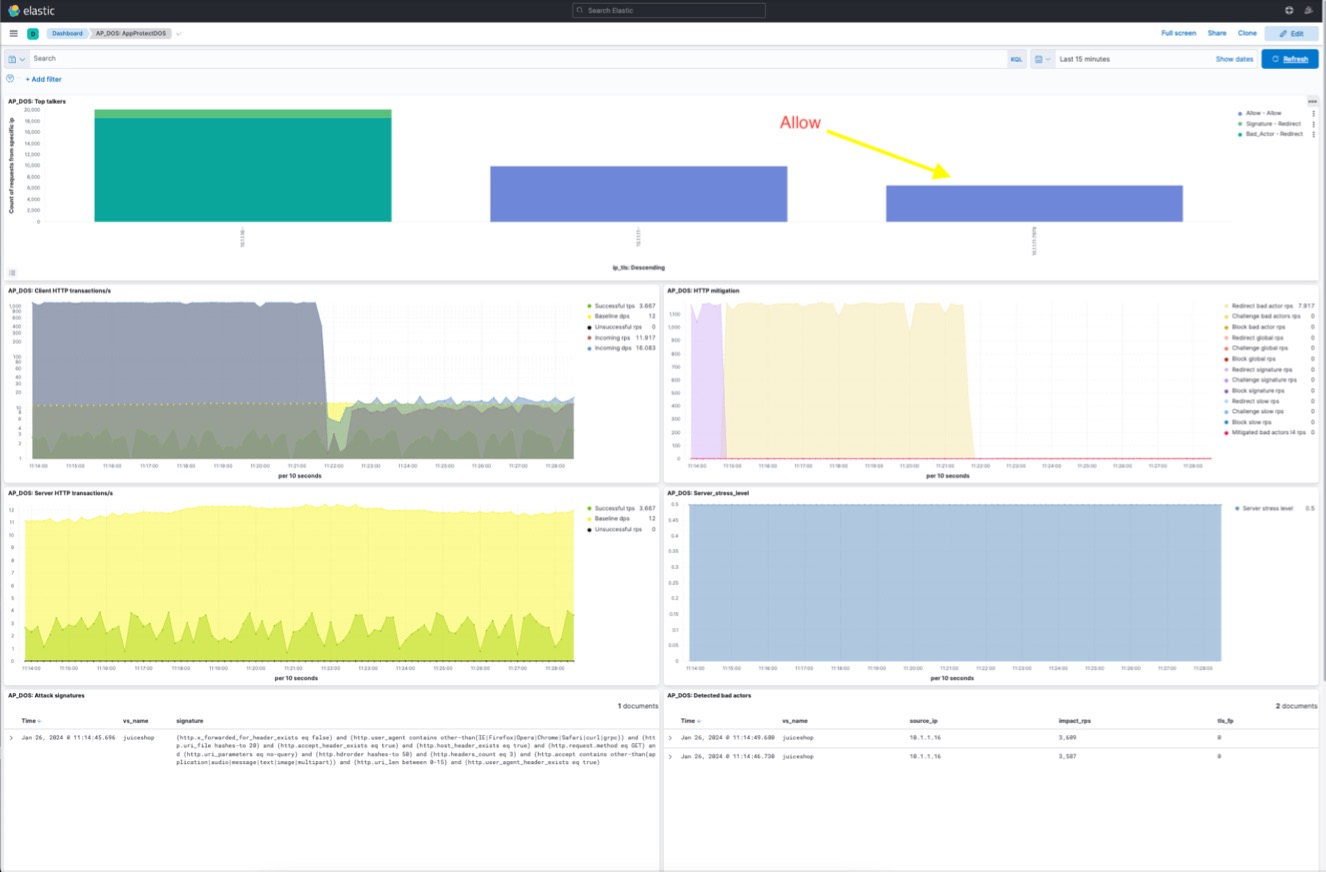 elastic
Search Elastic
D Dashboard AP_DOS: AppProtectDOS
Full screen Share Clone Edit
Search KQL Last 15 minutes Show dates Refresh
+ Add filter
AP_DOS: Top talkers
Count of requests from specific ip
20,000
18,000
16,000
14,000
12,000
10,000
8,000
6,000
4,000
2,000
0
Allow
Allow - Allow
Signature - Redirect
Bad_Actor - Redirect
ip_tls: Descending
AP_DOS: Client HTTP transactions/s
1,000
800
600
400
300
200
100
80
60
40
30
20
10
8
6
4
3
2
1
11:14:00 11:15:00 11:16:00 11:17:00 11:18:00 11:19:00 11:20:00 11:21:00 11:22:00 11:23:00 11:24:00 11:25:00 11:26:00 11:27:00 11:28:00
per 10 seconds
Successful tps 3.667
Baseline dps 12
Unsuccessful rps 0
Incoming rps 11.917
Incoming dps 16.083
AP_DOS: HTTP mitigation
1,100
1,000
900
800
700
600
500
400
300
200
100
0
11:14:00 11:15:00 11:16:00 11:17:00 11:18:00 11:19:00 11:20:00 11:21:00 11:22:00 11:23:00 11:24:00 11:25:00 11:26:00 11:27:00 11:28:00
per 10 seconds
Redirect bad actor rps 7.917
Challenge bad actors rps 0
Block bad actor rps 0
Redirect global rps 0
Challenge global rps 0
Block global rps 0
Redirect signature rps 0
Challenge signature rps 0
Block signature rps 0
Redirect slow rps 0
Challenge slow rps 0
Block slow rps 0
Mitigated bad actors l4 rps 0
AP_DOS: Server HTTP transactions/s
12
11
10
9
8
7
6
5
4
3
2
1
0
11:14:00 11:15:00 11:16:00 11:17:00 11:18:00 11:19:00 11:20:00 11:21:00 11:22:00 11:23:00 11:24:00 11:25:00 11:26:00 11:27:00 11:28:00
per 10 seconds
Successful tps 3.667
Baseline dps 12
Unsuccessful rps 0
AP_DOS: Server_stress_level
0.5
0.45
0.4
0.35
0.3
0.25
0.2
0.15
0.1
0.05
0
11:14:00 11:15:00 11:16:00 11:17:00 11:18:00 11:19:00 11:20:00 11:21:00 11:22:00 11:23:00 11:24:00 11:25:00 11:26:00 11:27:00 11:28:00
per 10 seconds
Server stress level 0.5
AP_DOS: Attack signatures
1 documents
Time vs_name signature
Jan 26, 2024 @ 11:14:45.696 juiceshop (http.x_forwarded_for_header_exists eq false) and (http.user_agent contains other-than(IE|Firefox|Opera|Chrome|Safari|curl|grpc)) and (htt
p.uri_file hashes-to 20) and (http.accept_header_exists eq true) and (http.host_header_exists eq true) and (http.request.method eq GET) an
d (http.uri_parameters eq no-query) and (http.hdrorder hashes-to 50) and (http.headers_count eq 3) and (http.accept contains other-than(ap
plication|audio|message|text|image|multipart)) and (http.uri_len between 0-15) and (http.user_agent_header_exists eq true)
AP_DOS: Detected bad actors
2 documents
Time vs_name source_ip impact_rps tls_fp
Jan 26, 2024 @ 11:14:49.680 juiceshop 10.1.1.16 3,609 0
Jan 26, 2024 @ 11:14:46.730 juiceshop 10.1.1.16 3,507 0